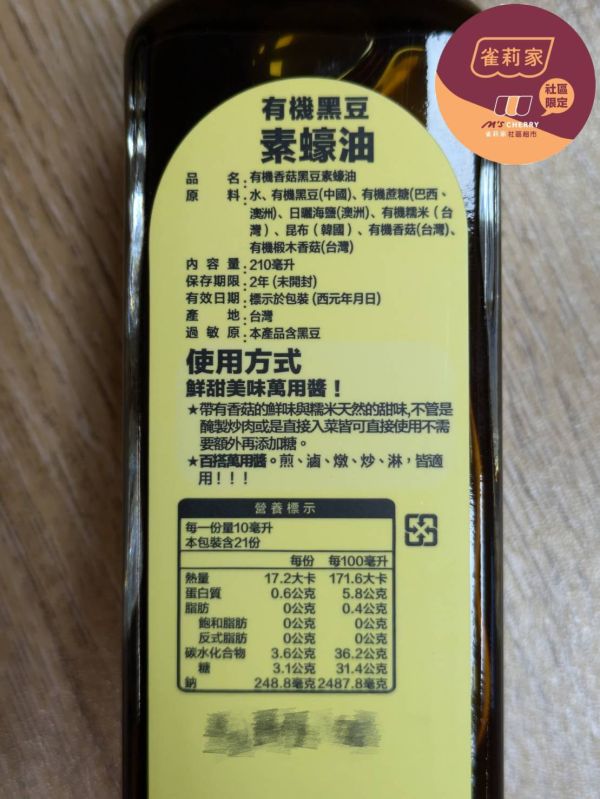 雀莉家
社區
限定
M's CHERRY
雀莉家 社區超市
有機黑豆
素蠔油
品名:有機香菇黑豆素蠔油
原料:水、有機黑豆(中國)、有機蔗糖(巴西、
澳洲)、日曬海鹽(澳洲)、有機糯米(台
灣)、昆布(韓國)、有機香菇(台灣)、
有機椴木香菇(台灣)
內容量:210毫升
保存期限:2年(未開封)
有效日期:標示於包裝(西元年月日)
產地:台灣
過敏原:本產品含黑豆
使用方式
鮮甜美味萬用醬！
★帶有香菇的鮮味與糯米天然的甜味,不管是
醃製炒肉或是直接入菜皆可直接使用不需
要額外再添加糖。
★百搭萬用醬。煎、滷、燉、炒、淋,皆適
用!!!
營養標示
每一份量10毫升
本包裝含21份
每份 每100毫升
熱量 17.2大卡 171.6大卡
蛋白質 0.6公克 5.8公克
脂肪 0公克 0.4公克
飽和脂肪 0公克 0公克
反式脂肪 0公克 0公克
碳水化合物 3.6公克 36.2公克
糖 3.1公克 31.4公克
鈉 248.8毫克 2487.8毫克